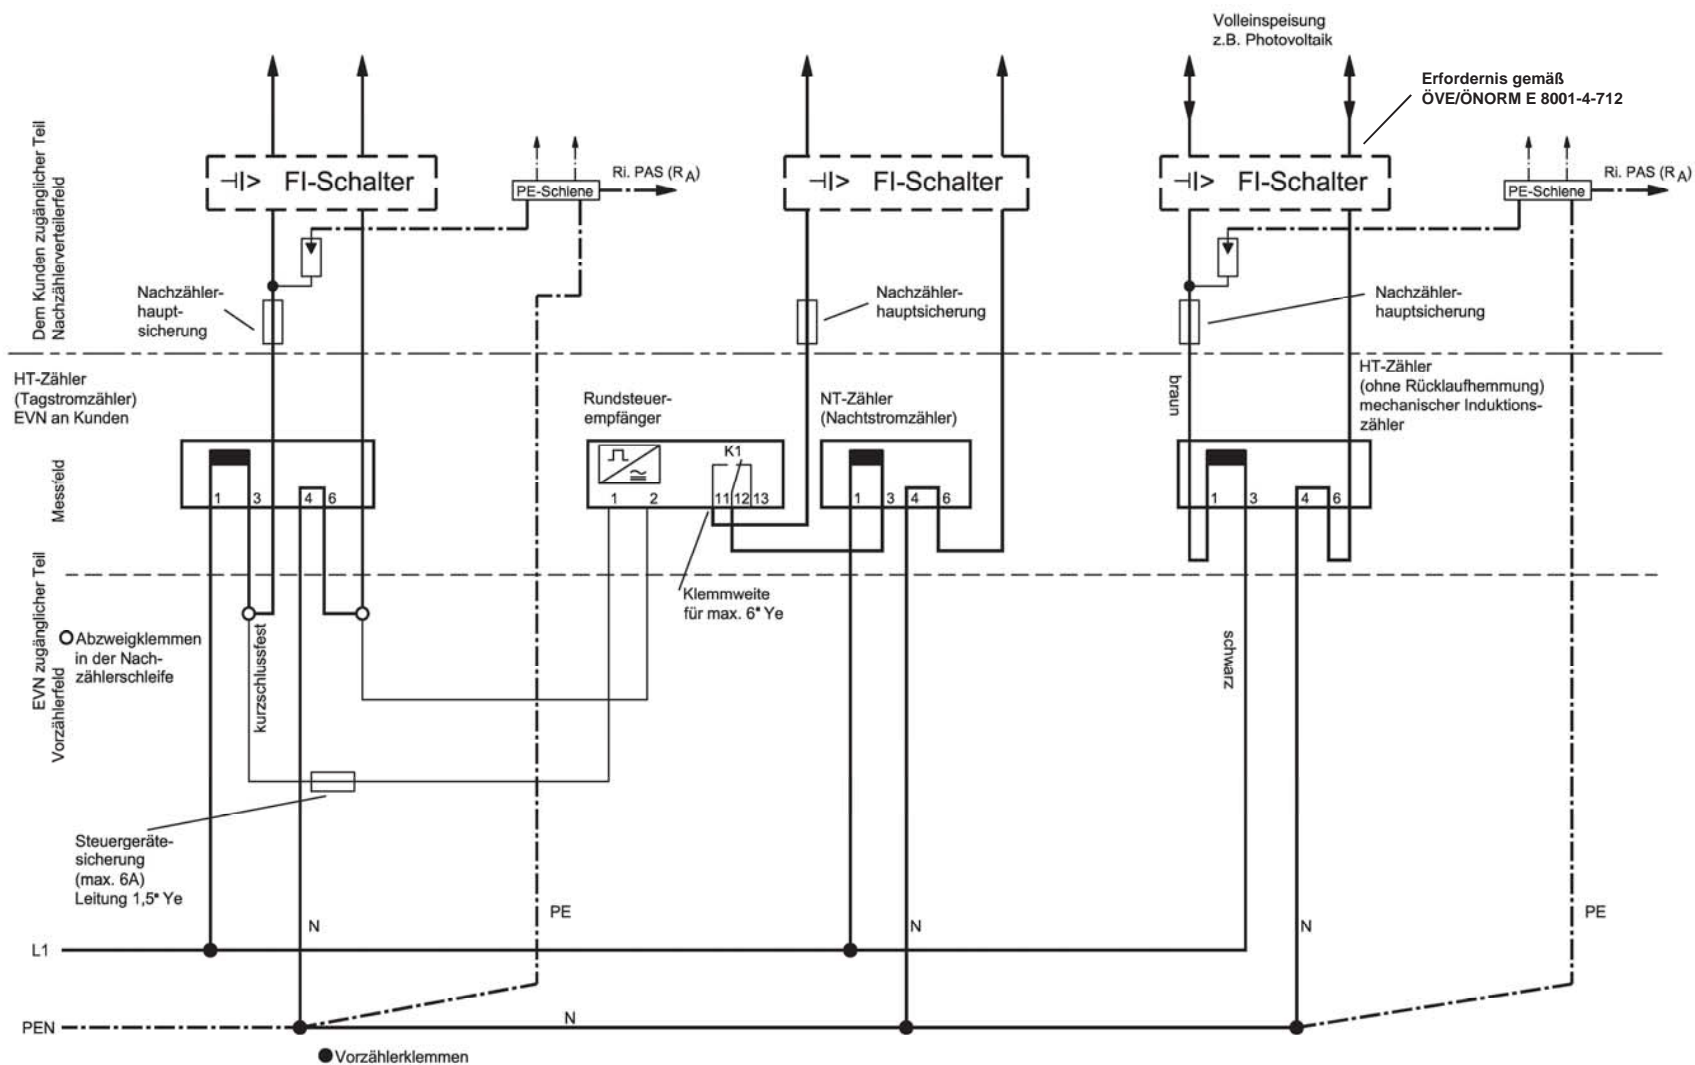 Volleinspeisung
z.B. Photovoltaik
Erfordernis gemäß
ÖVE/ÖNORM E 8001-4-712
Dem Kunden zugänglicher Teil
Nachzählerverteilerfeld
FI-Schalter
PE-Schiene
Ri. PAS (RA)
FI-Schalter
FI-Schalter
PE-Schiene
Ri. PAS (RA)
Nachzähler-
haupt-
sicherung
Nachzähler-
hauptsicherung
Nachzähler-
hauptsicherung
HT-Zähler
(Tagstromzähler)
EVN an Kunden
Rundsteuer-
empfänger
NT-Zähler
(Nachtstromzähler)
braun
HT-Zähler
(ohne Rücklaufhemmung)
mechanischer Induktions-
zähler
Messfeld
K1
1 3 4 6
1 2 11 12 13
1 3 4 6
1 3 4 6
EVN zugänglicher Teil
Vorzählerfeld
Klemmweite
für max. 6" Ye
Abzweigklemmen
in der Nach-
zählerschleife
kurzschlussfest
schwarz
Steuergeräte-
sicherung
(max. 6A)
Leitung 1,5" Ye
PE
PE
N
N
N
L1
PEN
N
Vorzählerklemmen